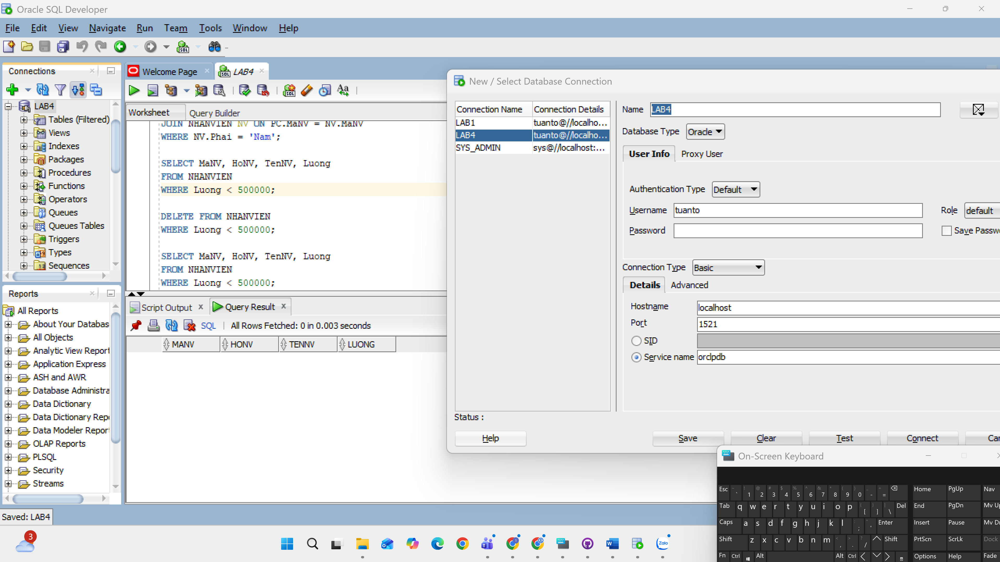 Oracle SQL Developer
File Edit View Navigate Run Team Tools Window Help
Connections
LAB4
Tables (Filtered)
Views
Indexes
Packages
Procedures
Functions
Operators
Queues
Queues Tables
Triggers
Types
Sequences
Reports
All Reports
About Your Databas
All Objects
Analytic View Report
Application Express
ASH and AWR
Database Administra
Data Dictionary
Data Dictionary Rep
Data Modeler Repor
OLAP Reports
PLSQL
Security
Streams
Saved: LAB4
Welcome Page
LAB4
Worksheet Query Builder
JOIN NHANVIEN NV ON PC.MaNV = NV.MaNV
WHERE NV.Phai = 'Nam';
SELECT MaNV, HoNV, TenNV, Luong
FROM NHANVIEN
WHERE Luong < 500000;
DELETE FROM NHANVIEN
WHERE Luong < 500000;
SELECT MaNV, HoNV, TenNV, Luong
FROM NHANVIEN
WHERE Luong < 500000;
Script Output x Query Result x
SQL | All Rows Fetched: 0 in 0.003 seconds
MANV HONV TENNV LUONG
New / Select Database Connection
Connection Name Connection Details
LAB1 tuanto@//localho...
LAB4 tuanto@//localho...
SYS_ADMIN sys@//localhost:...
Name LAB4
Database Type Oracle
User Info Proxy User
Authentication Type Default
Username tuanto Role default
Password Save Passw
Connection Type Basic
Details Advanced
Hostname localhost
Port 1521
SID
Service name orclpdb
Status :
Help Save Clear Test Connect Can
On-Screen Keyboard
Esc ~ ` ! 1 @ 2 # 3 $ 4 % 5 ^ 6 & 7 * 8 ( 9 ) 0 _ - + = Home PgUp Nav
Tab q w e r t y u i o p { [ } ] | \ Del End PgDn Mv Up
Caps a s d f g h j k l : ; " ' Enter Insert Pause Mv D
Shift z x c v b n m < , > . ? / Shift PrtScn ScrLk Dock
Fn Ctrl Alt Alt Ctrl Options Help Fade
3
1
Zalo